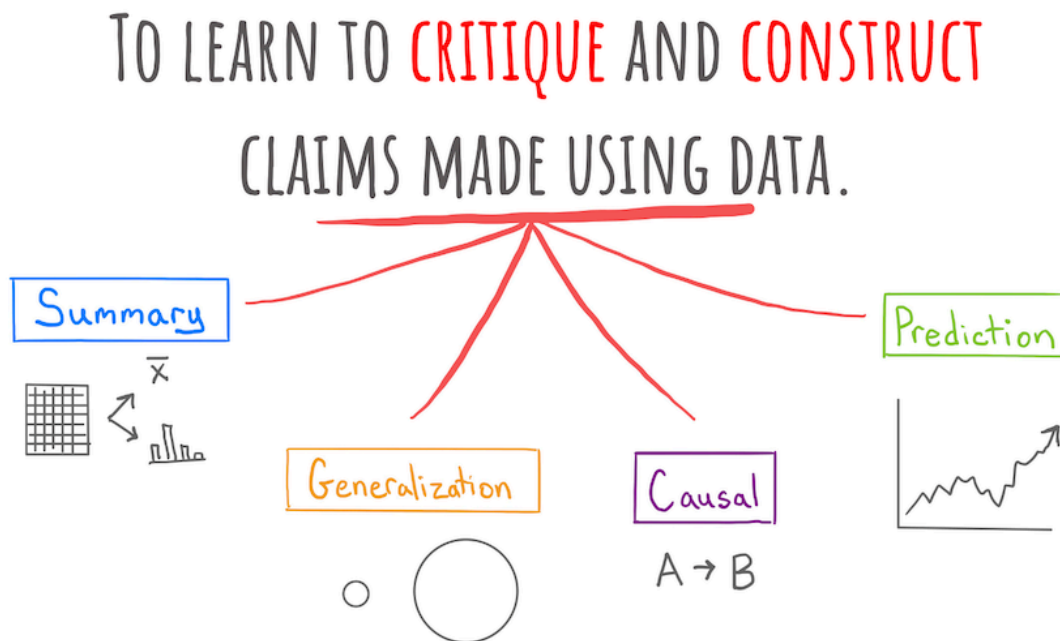 TO LEARN TO CRITIQUE AND CONSTRUCT
CLAIMS MADE USING DATA.
Summary
x̅
Generalization
Causal
A → B
Prediction